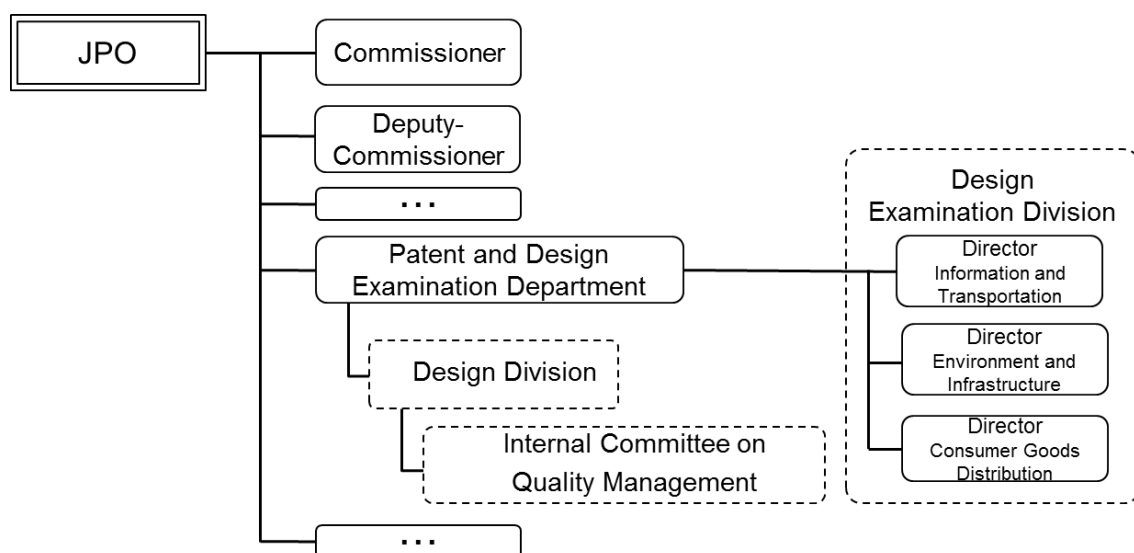 JPO
Commissioner
Deputy-
Commissioner
...
Patent and Design
Examination Department
Design Division
Internal Committee on
Quality Management
...
Design
Examination Division
Director
Information and
Transportation
Director
Environment and
Infrastructure
Director
Consumer Goods
Distribution